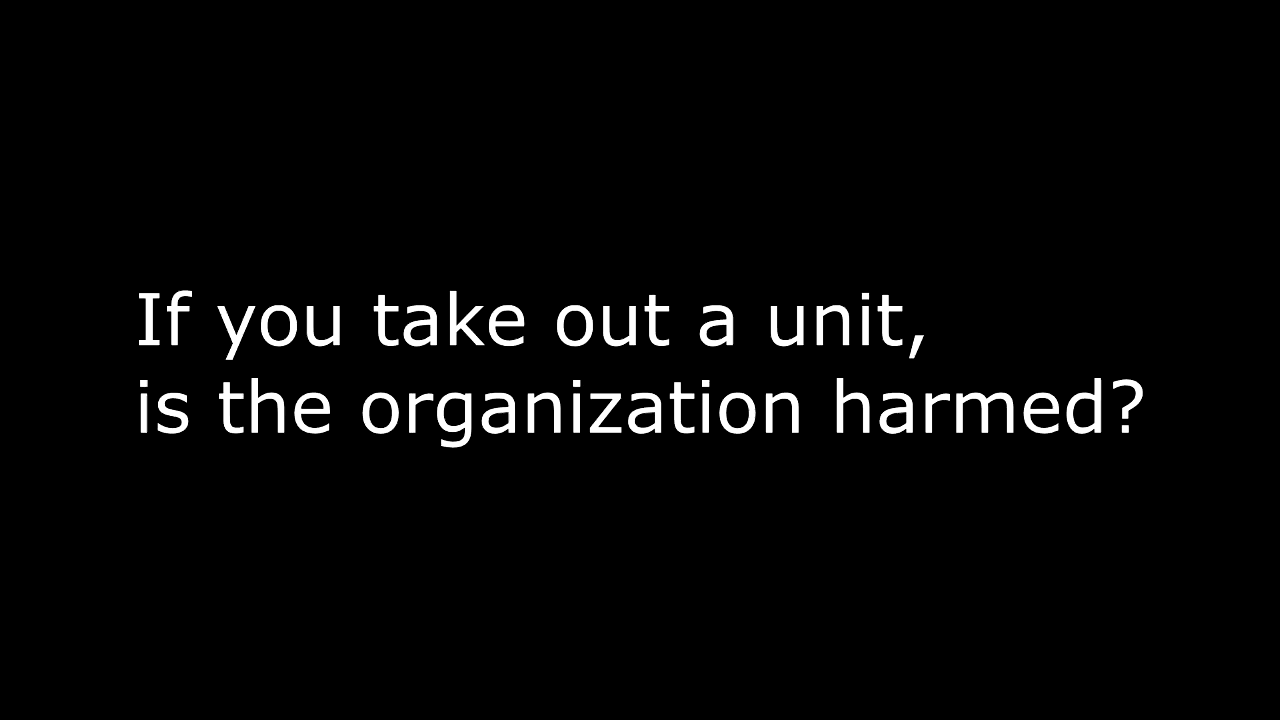 If you take out a unit,
is the organization harmed?